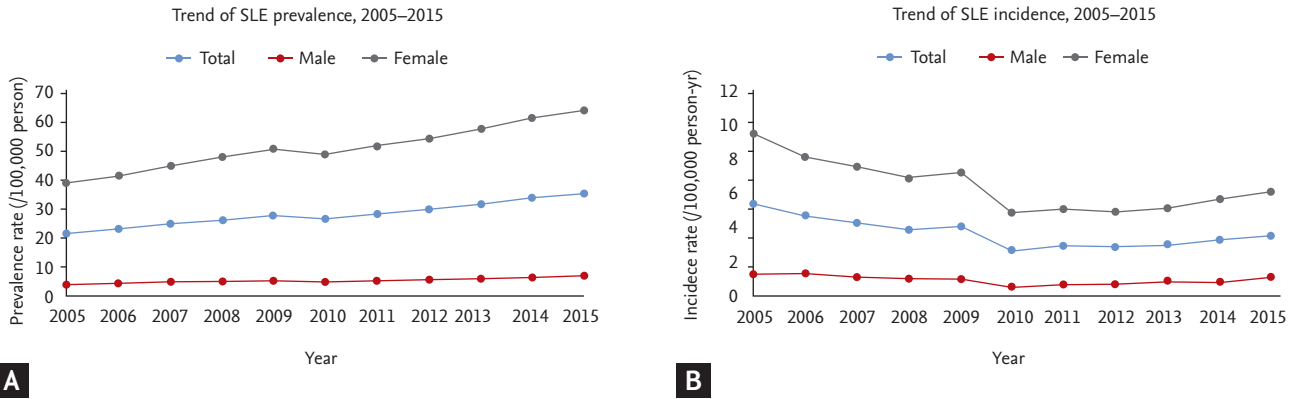 Trend of SLE prevalence, 2005–2015
Total Male Female
Prevalence rate (/100,000 person)
70
60
50
40
30
20
10
0
2005 2006 2007 2008 2009 2010 2011 2012 2013 2014 2015
Year
A
Trend of SLE incidence, 2005–2015
Total Male Female
Incidece rate (/100,000 person-yr)
12
10
8
6
4
2
0
2005 2006 2007 2008 2009 2010 2011 2012 2013 2014 2015
Year
B